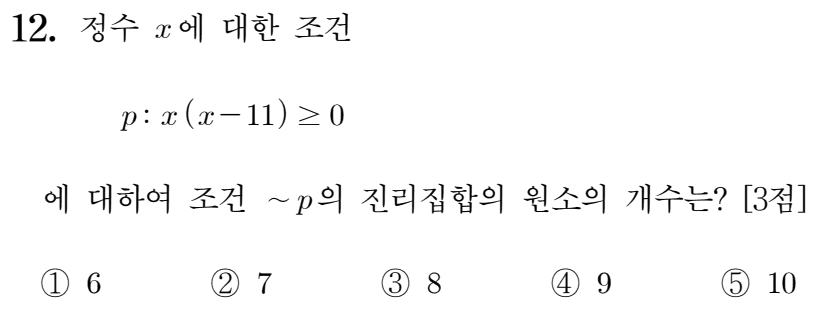 12. 정수 x에 대한 조건
p : x(x-11) ≥ 0
에 대하여 조건 ~p의 진리집합의 원소의 개수는? [3점]
① 6 ② 7 ③ 8 ④ 9 ⑤ 10